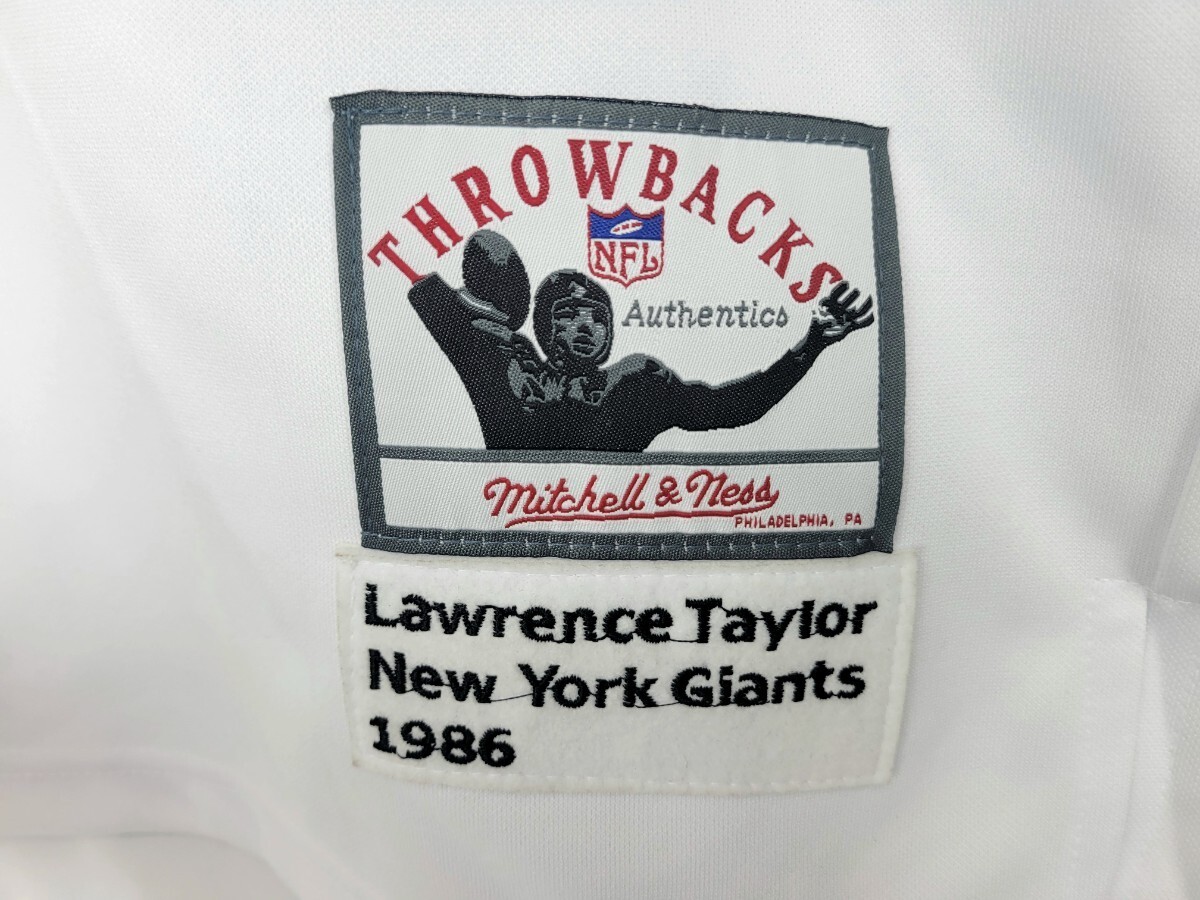 THROWBACKS
NFL
Authentics
Mitchell & Ness
PHILADELPHIA, PA
Lawrence Taylor
New York Giants
1986